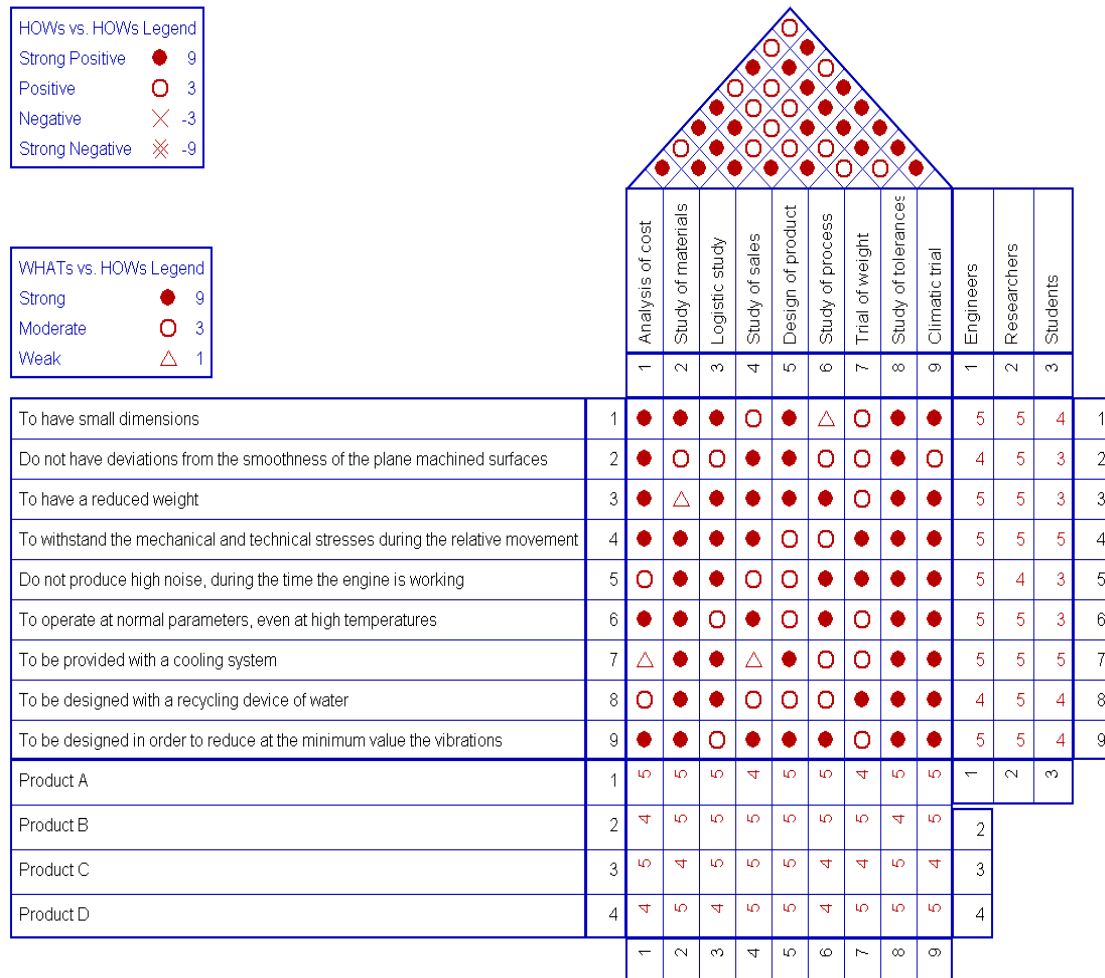 HOWs vs. HOWs Legend
Strong Positive 9
Positive 3
Negative -3
Strong Negative -9
WHATs vs. HOWs Legend
Strong 9
Moderate 3
Weak 1
Analysis of cost
Study of materials
Logistic study
Study of sales
Design of product
Study of process
Trial of weight
Study of tolerances
Climatic trial
Engineers
Researchers
Students
1 2 3 4 5 6 7 8 9 1 2 3
To have small dimensions 1 5 5 4 1
Do not have deviations from the smoothness of the plane machined surfaces 2 4 5 3 2
To have a reduced weight 3 5 5 3 3
To withstand the mechanical and technical stresses during the relative movement 4 5 5 5 4
Do not produce high noise, during the time the engine is working 5 5 4 3 5
To operate at normal parameters, even at high temperatures 6 5 5 3 6
To be provided with a cooling system 7 5 5 5 7
To be designed with a recycling device of water 8 4 5 4 8
To be designed in order to reduce at the minimum value the vibrations 9 5 5 4 9
Product A 1 5 5 5 4 5 5 4 5 5 1 2 3
Product B 2 4 5 5 5 5 5 5 4 5 2
Product C 3 5 4 5 5 5 4 4 5 4 3
Product D 4 4 5 4 5 5 4 5 5 5 4
1 2 3 4 5 6 7 8 9